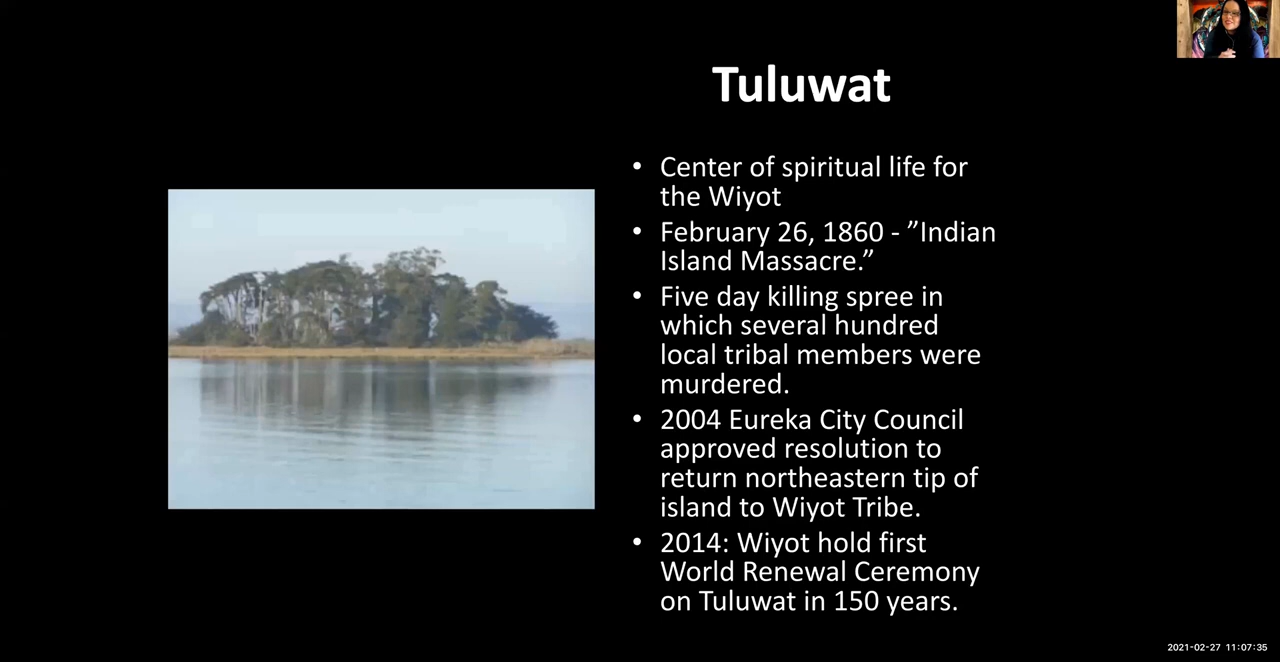 Tuluwat
• Center of spiritual life for
the Wiyot
• February 26, 1860 - ”Indian
Island Massacre.”
• Five day killing spree in
which several hundred
local tribal members were
murdered.
• 2004 Eureka City Council
approved resolution to
return northeastern tip of
island to Wiyot Tribe.
• 2014: Wiyot hold first
World Renewal Ceremony
on Tuluwat in 150 years.
2021-02-27 11:07:35